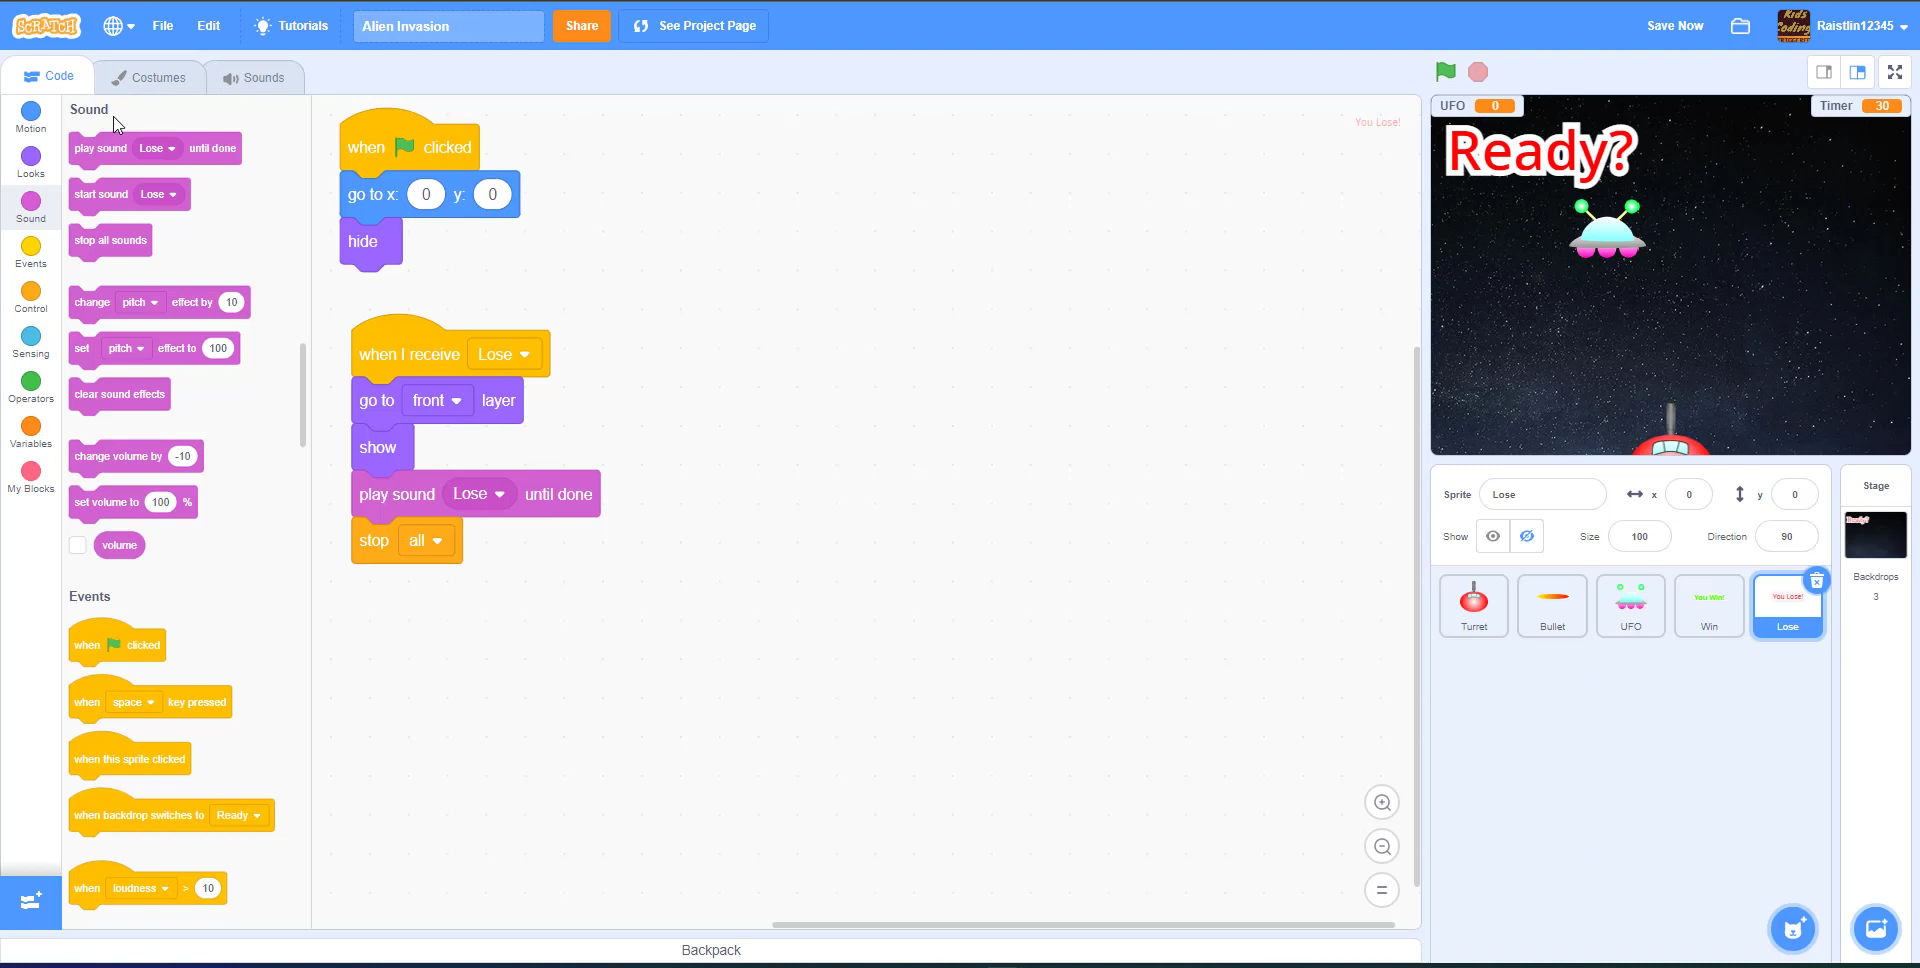 SCRATCH File Edit Tutorials Alien Invasion Share See Project Page Save Now Raistlin12345
Code Costumes Sounds
Motion
Looks
Sound
Events
Control
Sensing
Operators
Variables
My Blocks
Sound
play sound Lose until done
start sound Lose
stop all sounds
change pitch effect by 10
set pitch effect to 100
clear sound effects
change volume by -10
set volume to 100 %
volume
Events
when clicked
when space key pressed
when this sprite clicked
when backdrop switches to Ready
when loudness > 10
when clicked
go to x: 0 y: 0
hide
when I receive Lose
go to front layer
show
play sound Lose until done
stop all
You Lose!
Backpack
UFO 0 Timer 30
Ready?
Sprite Lose x 0 y 0
Show Size 100 Direction 90
Turret
Bullet
UFO
You Win!
Win
You Lose!
Lose
Stage
Ready?
Backdrops
3